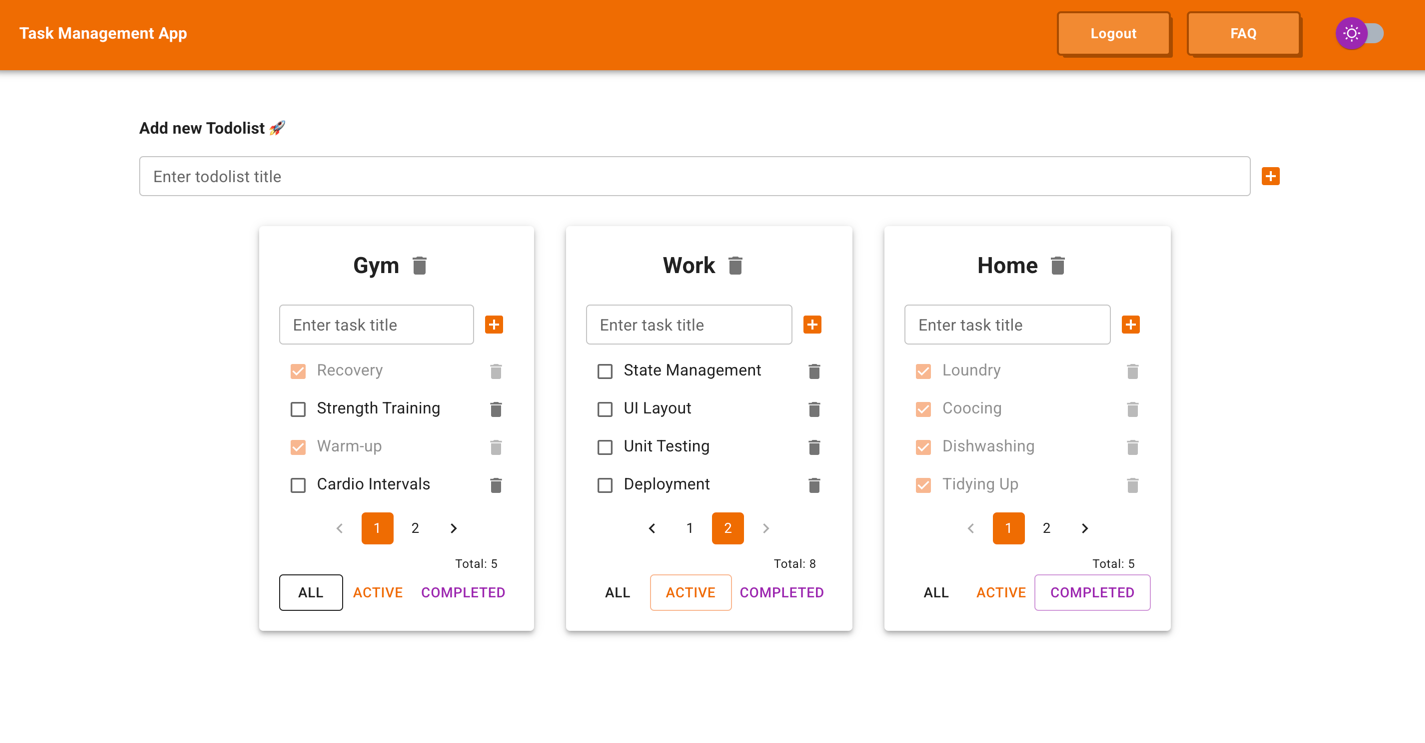 Task Management App
Logout
FAQ
Add new Todolist 🚀
Enter todolist title
Gym
Enter task title
Recovery
Strength Training
Warm-up
Cardio Intervals
1 2
Total: 5
ALL ACTIVE COMPLETED
Work
Enter task title
State Management
UI Layout
Unit Testing
Deployment
1 2
Total: 8
ALL ACTIVE COMPLETED
Home
Enter task title
Loundry
Coocing
Dishwashing
Tidying Up
1 2
Total: 5
ALL ACTIVE COMPLETED